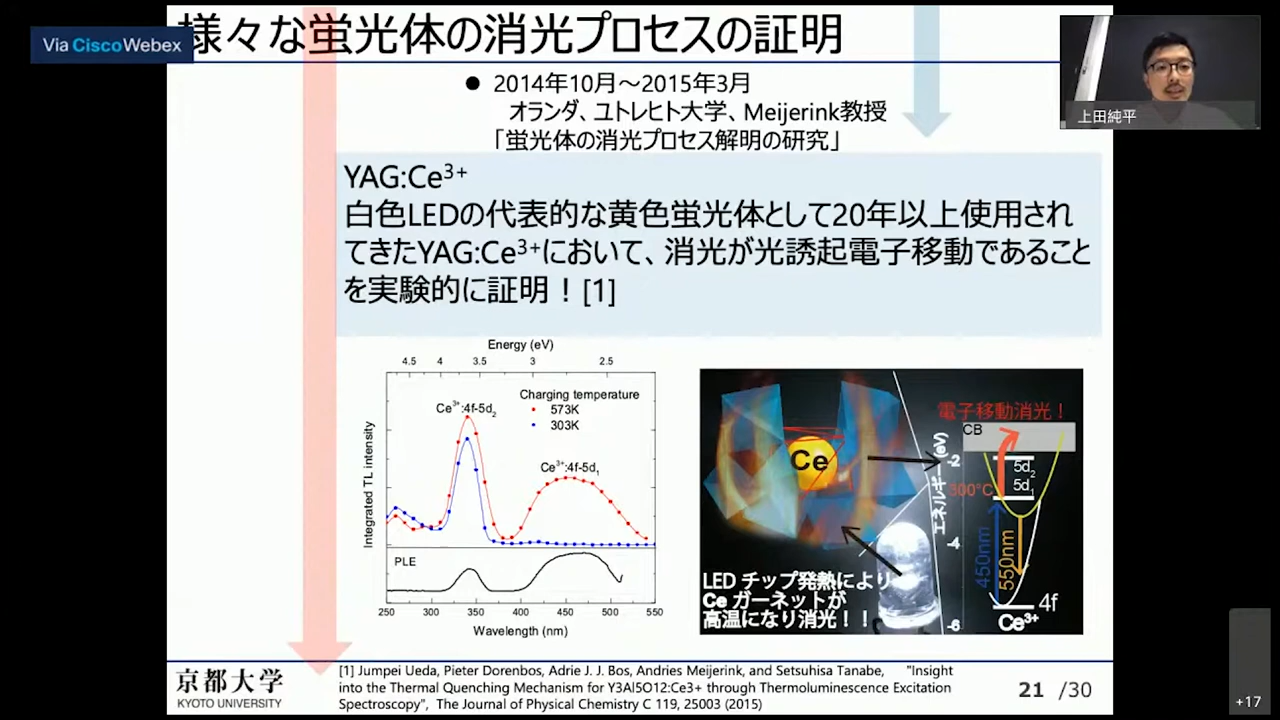 Via Cisco Webex
様々な蛍光体の消光プロセスの証明
上田純平
● 2014年10月～2015年3月
オランダ、ユトレヒト大学、Meijerink教授
「蛍光体の消光プロセス解明の研究」
YAG:Ce³⁺
白色LEDの代表的な黄色蛍光体として20年以上使用され
てきたYAG:Ce³⁺において、消光が光誘起電子移動であること
を実験的に証明！[1]
Energy (eV)
4.5 4 3.5 3 2.5
Charging temperature
573K
303K
Ce³⁺:4f-5d₂
Ce³⁺:4f-5d₁
Integrated TL intensity
PLE
250 300 350 400 450 500 550
Wavelength (nm)
電子移動消光！
CB
Ce
エネルギー (eV)
-2
-4
-6
5d₂
5d₁
300°C
450nm
550nm
4f
Ce³⁺
LED チップ発熱により
Ce ガーネットが
高温になり消光！！
京都大学
KYOTO UNIVERSITY
[1] Jumpei Ueda, Pieter Dorenbos, Adrie J. J. Bos, Andries Meijerink, and Setsuhisa Tanabe, "Insight
into the Thermal Quenching Mechanism for Y3Al5O12:Ce3+ through Thermoluminescence Excitation
Spectroscopy", The Journal of Physical Chemistry C 119, 25003 (2015)
21 /30
+17